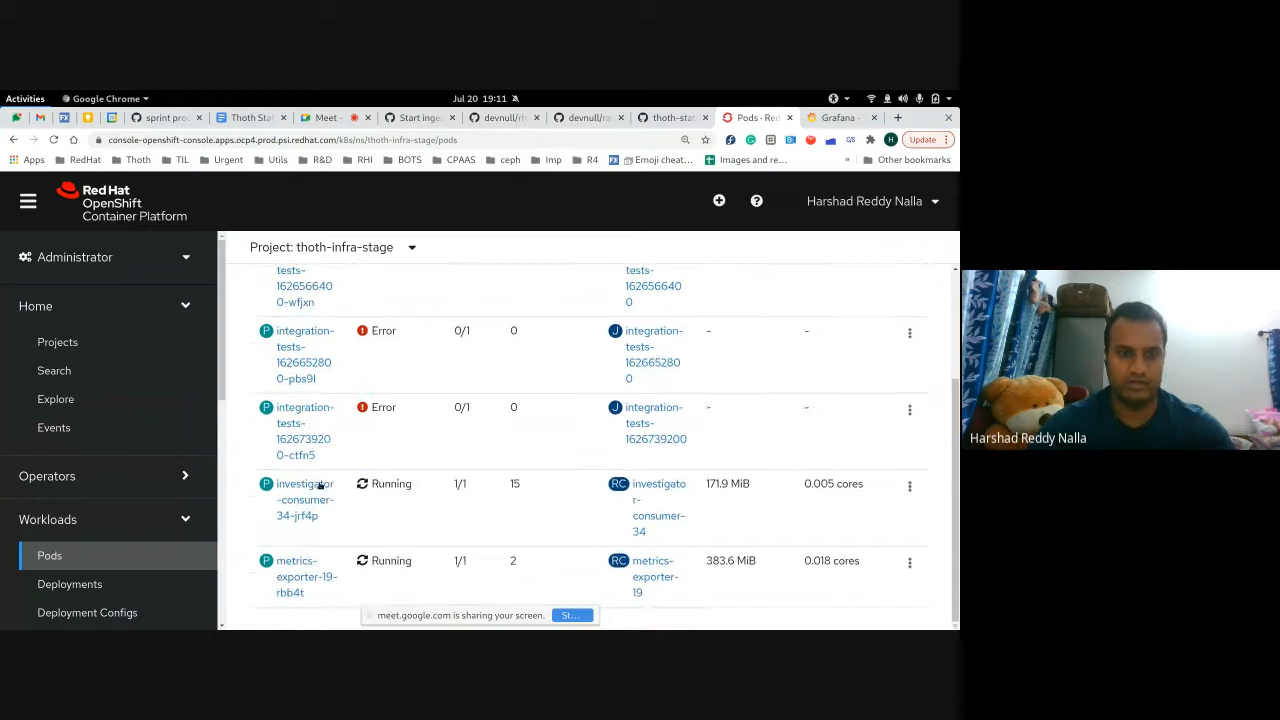 Activities
Google Chrome
Jul 20 19:11
sprint pro
Thoth Sta
Meet -
Start inge
devnull/rh
devnull/ra
thoth-stat
Pods · Red
Grafana -
console-openshift-console.apps.ocp4.prod.psi.redhat.com/k8s/ns/thoth-infra-stage/pods
H
Update
Apps
RedHat
Thoth
TIL
Urgent
Utils
R&D
RHI
BOTS
CPAAS
ceph
Imp
R4
Emoji cheat...
Images and re...
»
Other bookmarks
Red Hat
OpenShift
Container Platform
Harshad Reddy Nalla
Administrator
Home
Projects
Search
Explore
Events
Operators
Workloads
Pods
Deployments
Deployment Configs
Project: thoth-infra-stage
tests-
162656640
0-wfjxn
tests-
162656640
0
P
integration-
tests-
162665280
0-pbs9l
Error
0/1
0
J
integration-
tests-
162665280
0
-
-
P
integration-
tests-
162673920
0-ctfn5
Error
0/1
0
J
integration-
tests-
1626739200
-
-
P
investigator
-consumer-
34-jrf4p
Running
1/1
15
RC
investigato
r-
consumer-
34
171.9 MiB
0.005 cores
P
metrics-
exporter-19-
rbb4t
Running
1/1
2
RC
metrics-
exporter-
19
383.6 MiB
0.018 cores
meet.google.com is sharing your screen.
St...
Harshad Reddy Nalla